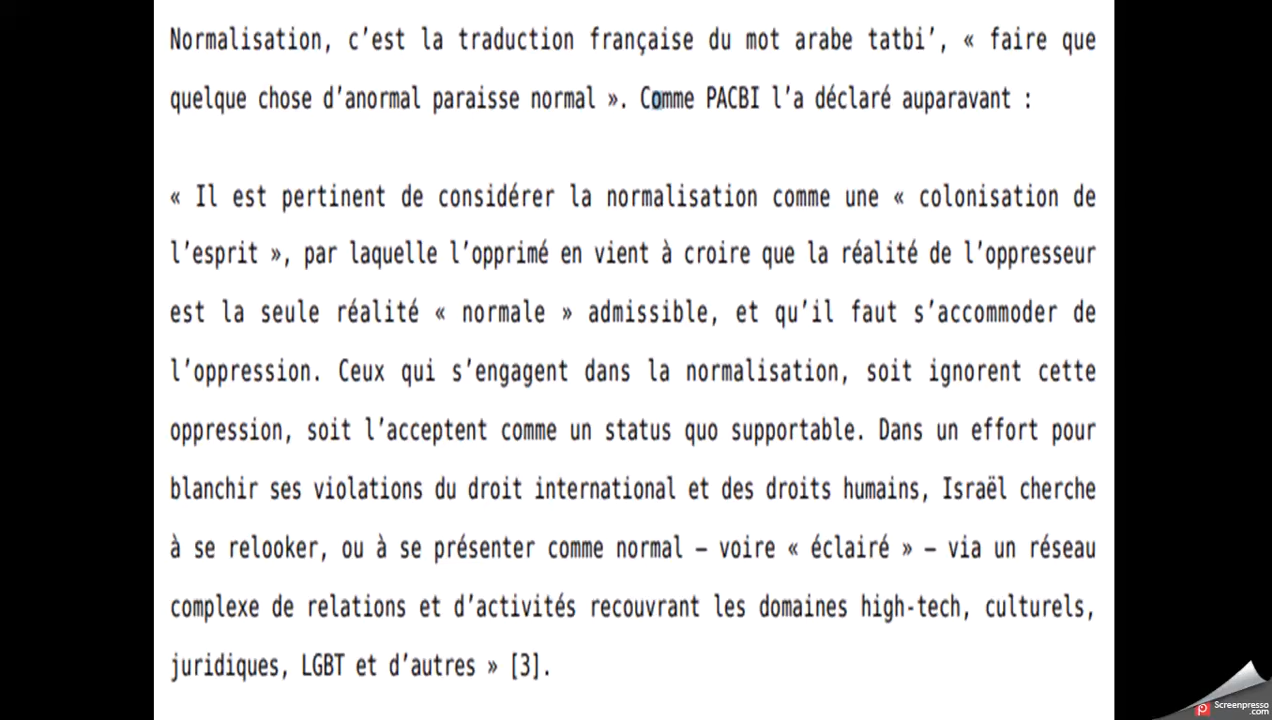 Normalisation, c’est la traduction française du mot arabe tatbi’, « faire que
quelque chose d’anormal paraisse normal ». Comme PACBI l’a déclaré auparavant :
« Il est pertinent de considérer la normalisation comme une « colonisation de
l’esprit », par laquelle l’opprimé en vient à croire que la réalité de l’oppresseur
est la seule réalité « normale » admissible, et qu’il faut s’accommoder de
l’oppression. Ceux qui s’engagent dans la normalisation, soit ignorent cette
oppression, soit l’acceptent comme un status quo supportable. Dans un effort pour
blanchir ses violations du droit international et des droits humains, Israël cherche
à se relooker, ou à se présenter comme normal – voire « éclairé » – via un réseau
complexe de relations et d’activités recouvrant les domaines high-tech, culturels,
juridiques, LGBT et d’autres » [3].
Screenpresso
.com